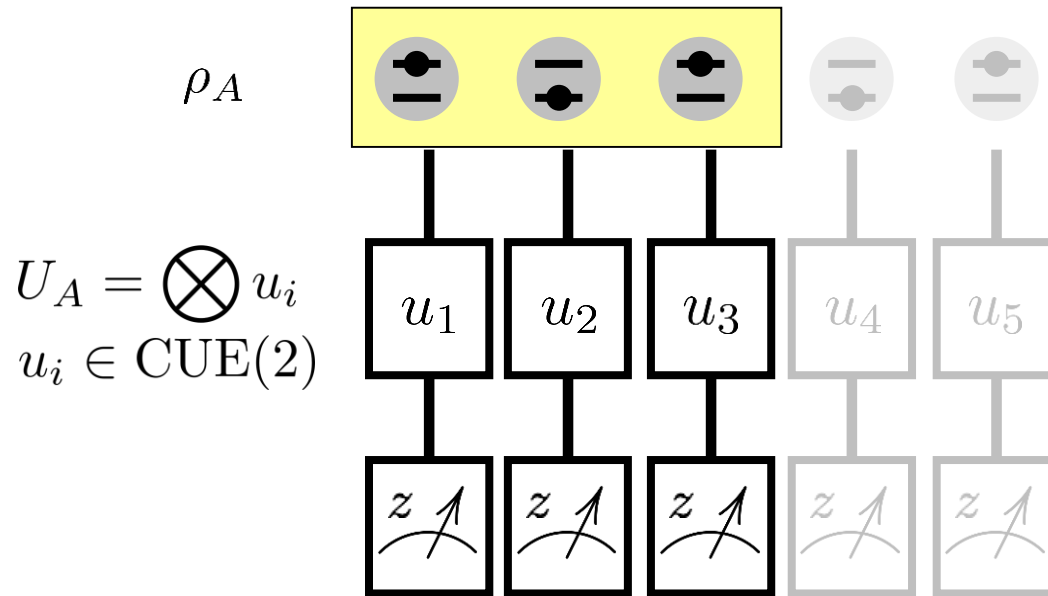 ρ_A
U_A = ⨂ u_i
u_i ∈ CUE(2)
u_1 u_2 u_3 u_4 u_5
z z z z z